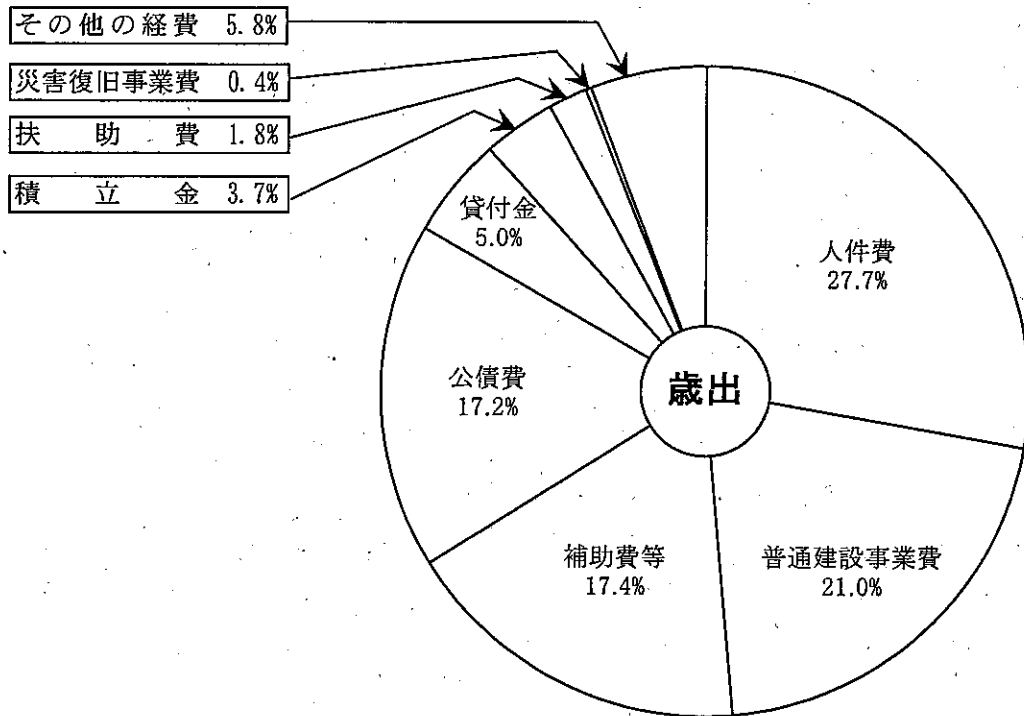 その他の経費 5.8%
災害復旧事業費 0.4%
扶助費 1.8%
積立金 3.7%
貸付金
5.0%
人件費
27.7%
公債費
17.2%
歳出
補助費等
17.4%
普通建設事業費
21.0%